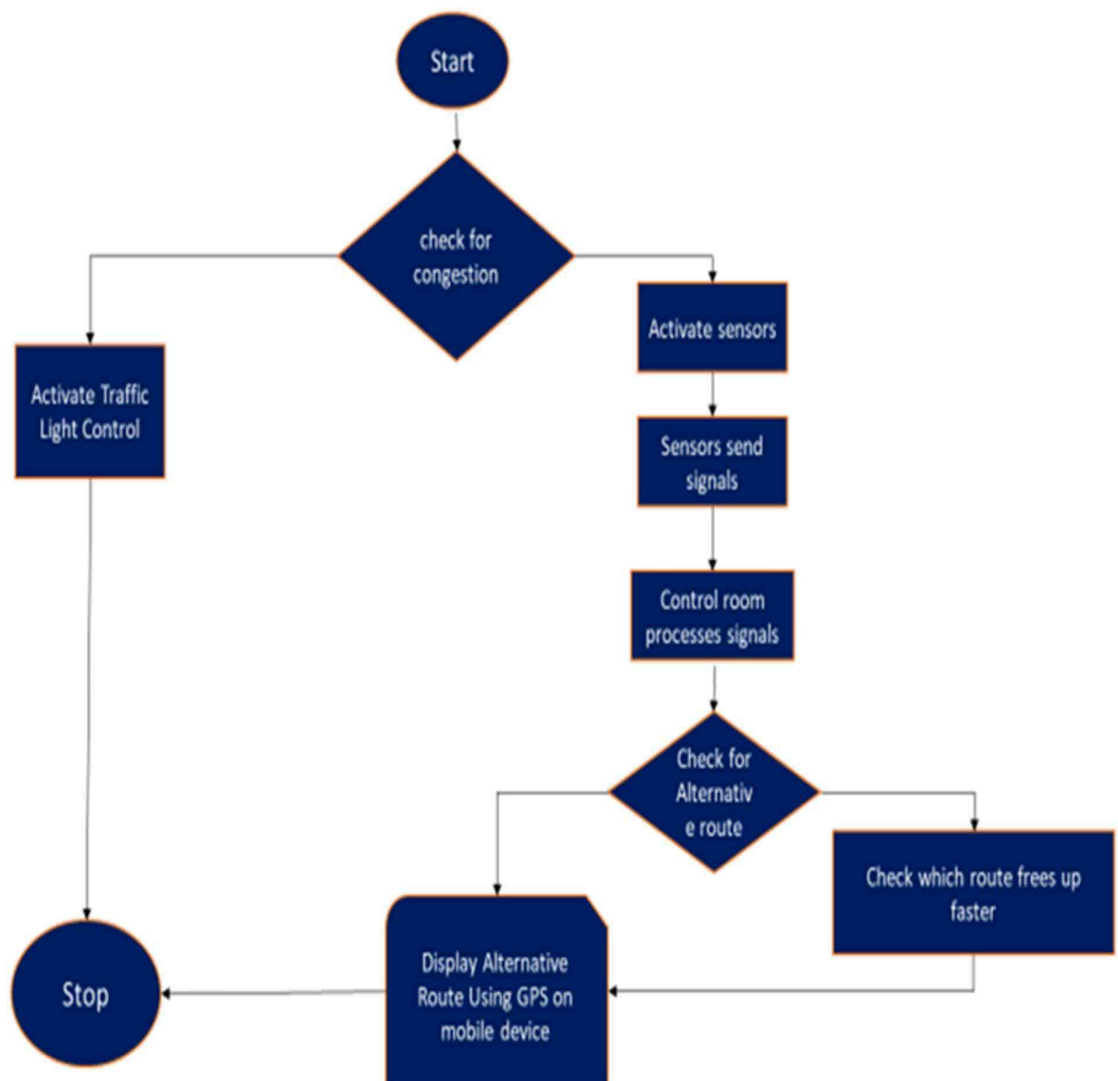 Start
check for
congestion
Activate sensors
Activate Traffic
Light Control
Sensors send
signals
Control room
processes signals
Check for
Alternativ
e route
Check which route frees up
faster
Display Alternative
Route Using GPS on
mobile device
Stop